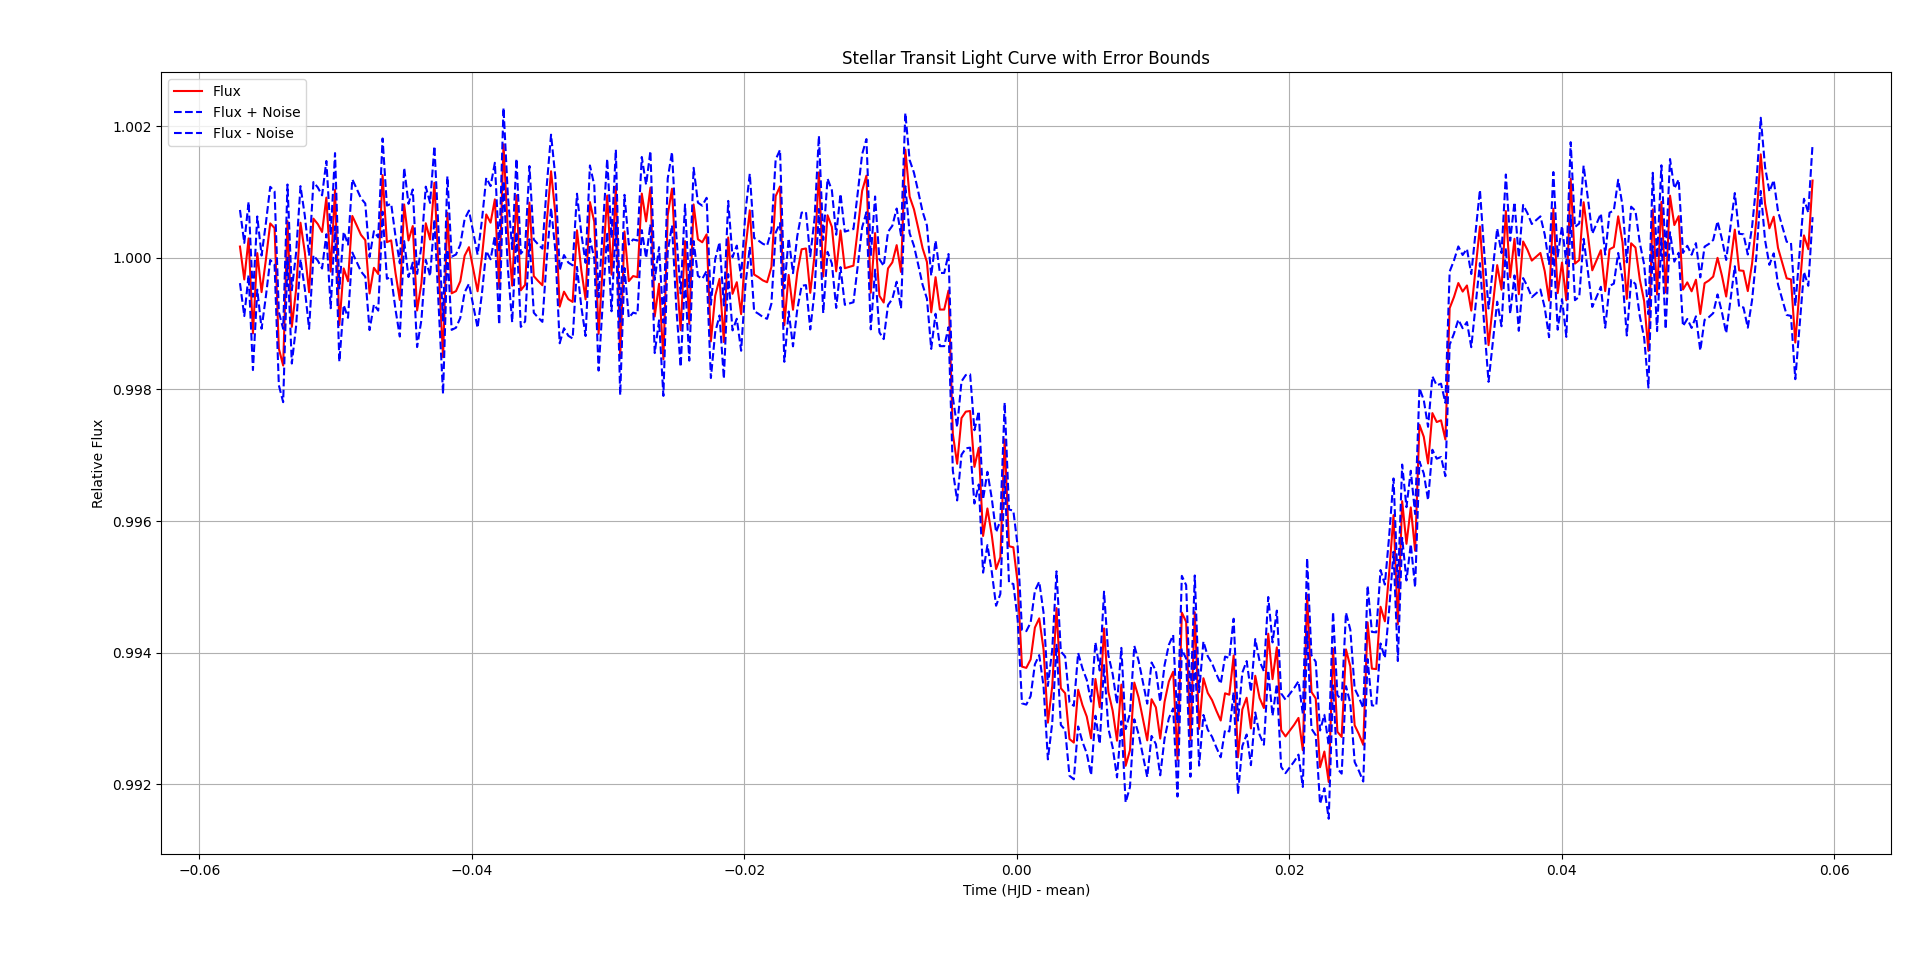 Stellar Transit Light Curve with Error Bounds
Flux
Flux + Noise
Flux - Noise
1.002
1.000
0.998
0.996
0.994
0.992
Relative Flux
−0.06 −0.04 −0.02 0.00 0.02 0.04 0.06
Time (HJD - mean)